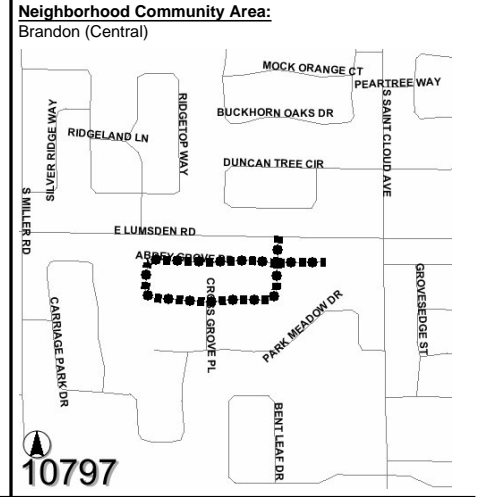 Neighborhood Community Area:
Brandon (Central)
MOCK ORANGE CT
PEARTREE WAY
SILVER RIDGE WAY
RIDGETOP WAY
S SAINT CLOUD AVE
BUCKHORN OAKS DR
RIDGELAND LN
DUNCAN TREE CIR
S MILLER RD
E LUMSDEN RD
ABBEY GROVE
CROSS GROVE PL
GROVESEDGE ST
CARRIAGE PARK DR
PARK MEADOW DR
BENT LEAF DR
10797